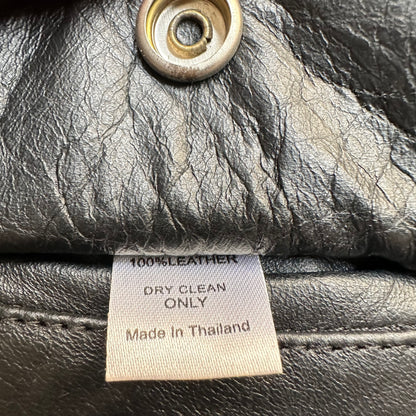 100%LEATHER
DRY CLEAN
ONLY
Made In Thailand